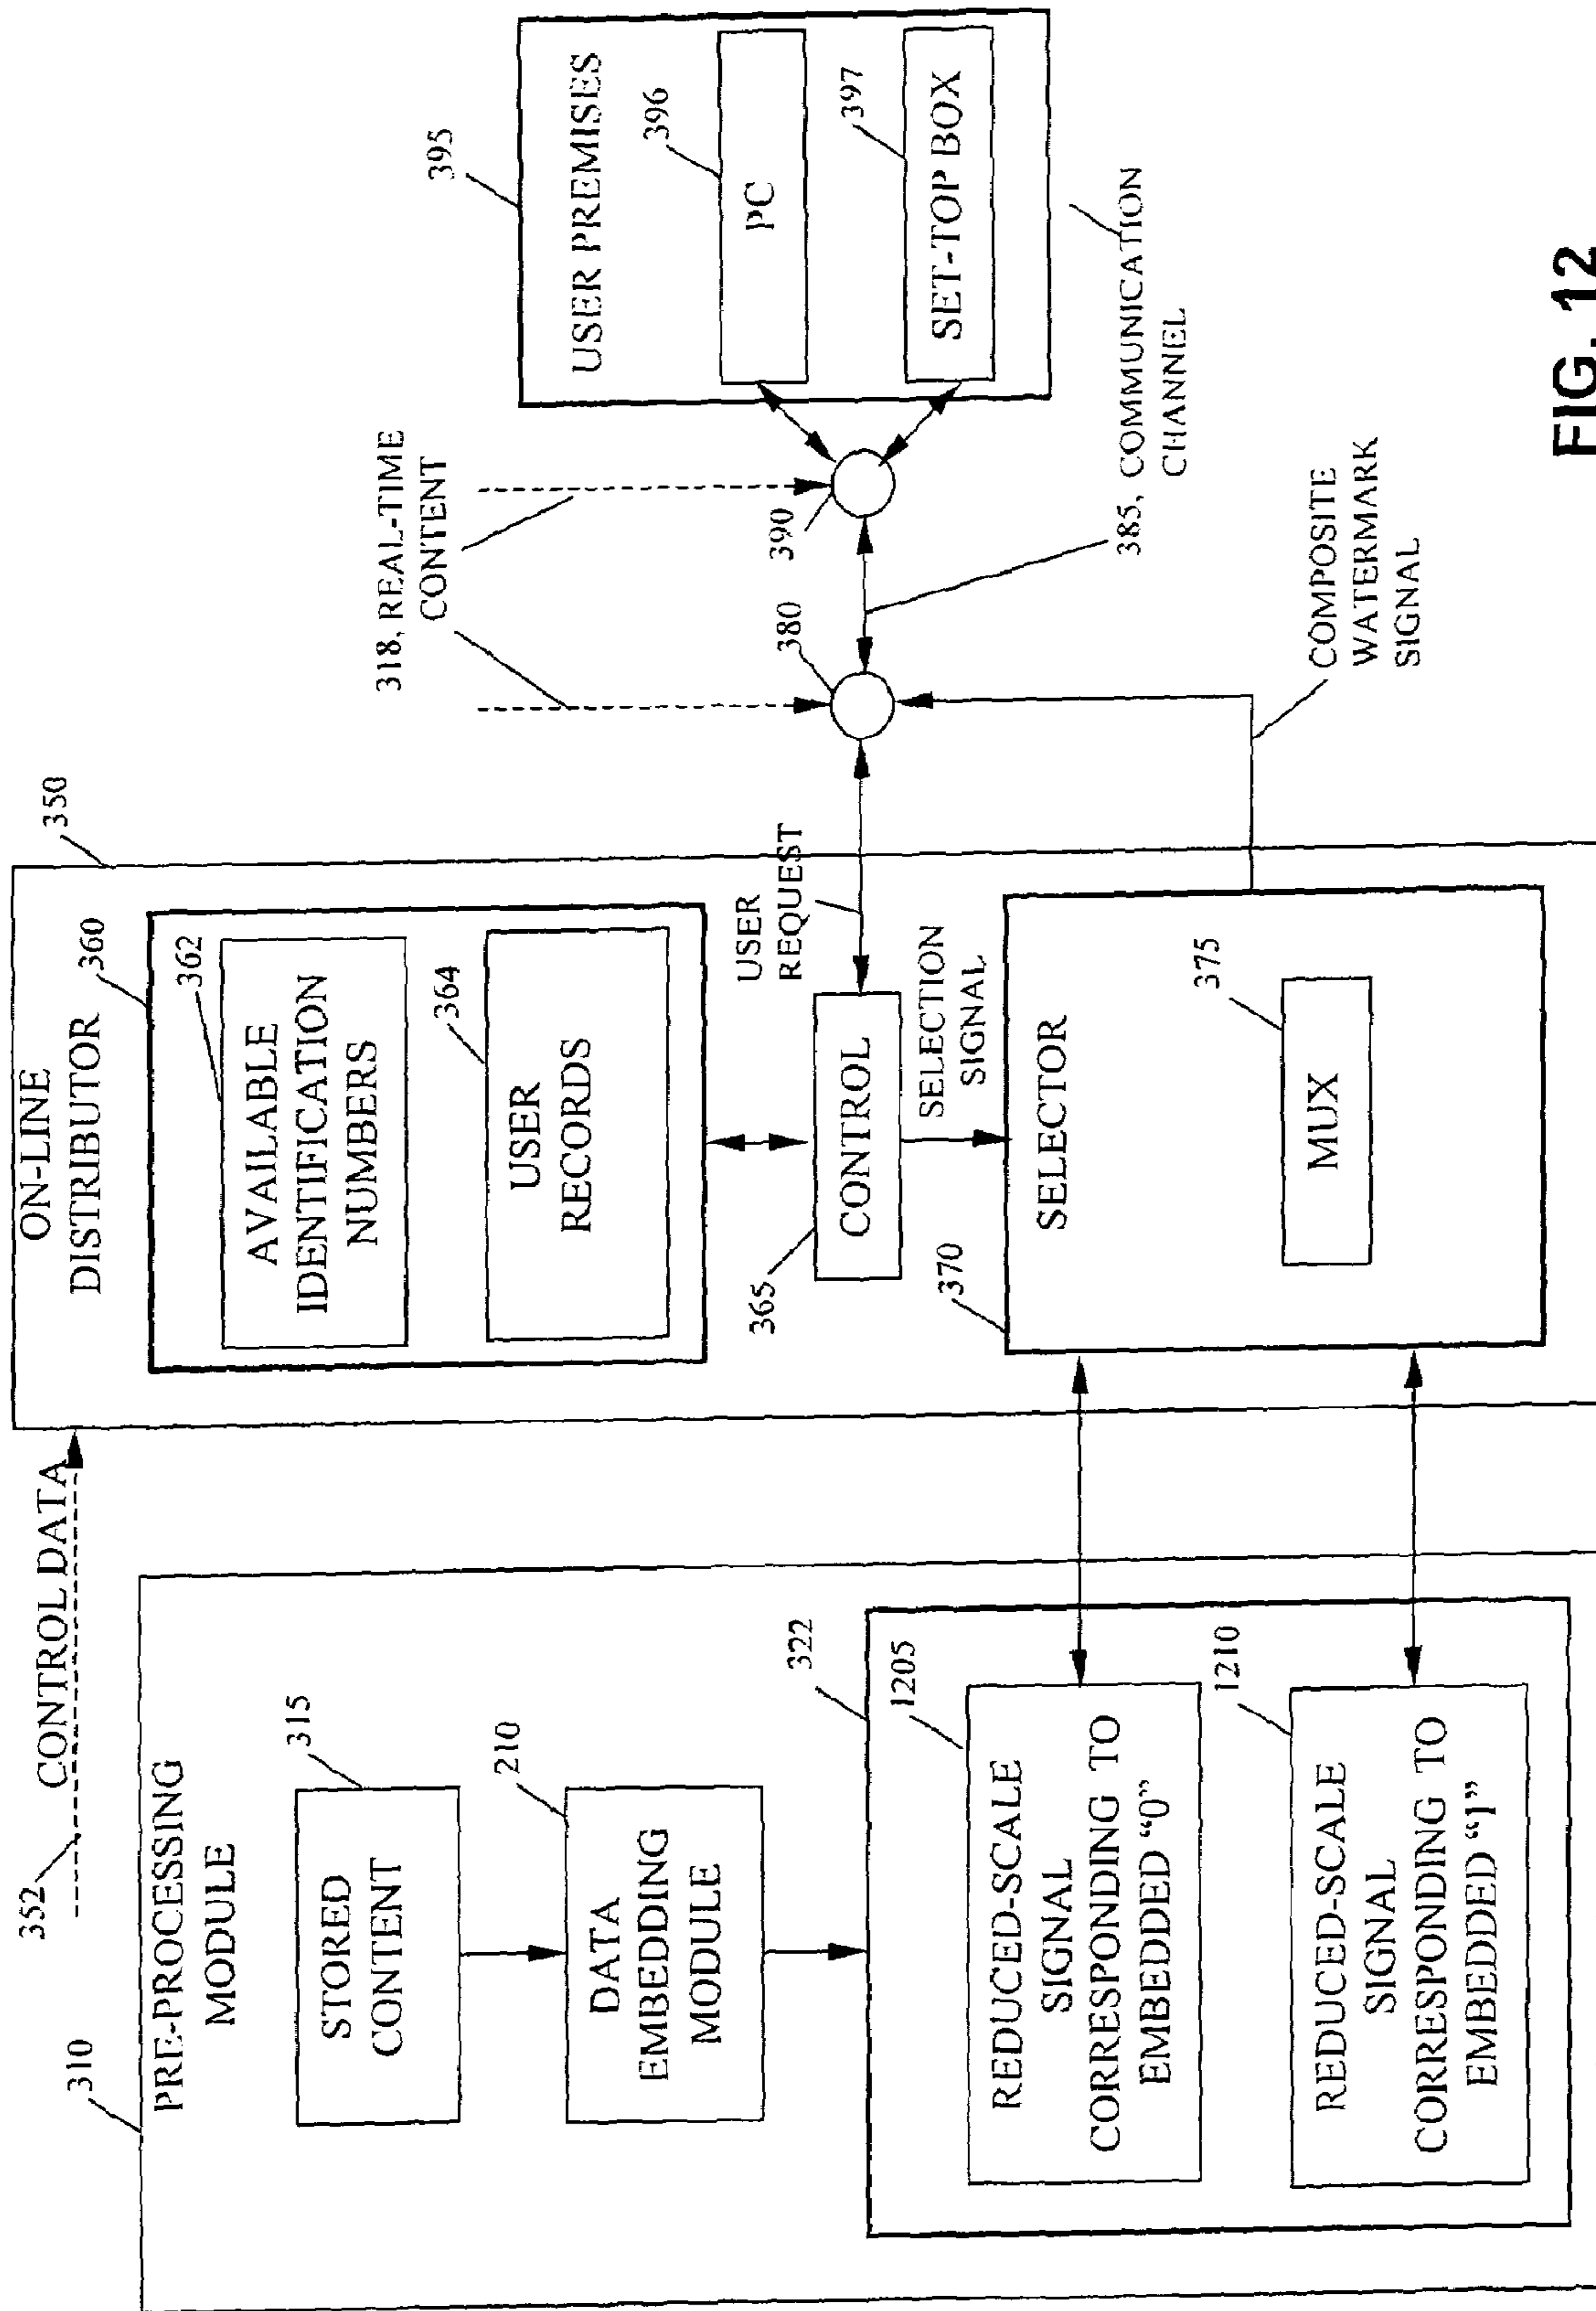 352
CONTROL DATA
310
PRE-PROCESSING
MODULE
315
STORED
CONTENT
210
DATA
EMBEDDING
MODULE
322
1205
REDUCED-SCALE
SIGNAL
CORRESPONDING TO
EMBEDDED “0”
1210
REDUCED-SCALE
SIGNAL
CORRESPONDING TO
EMBEDDED “1”
350
ON-LINE
DISTRIBUTOR
360
362
AVAILABLE
IDENTIFICATION
NUMBERS
364
USER
RECORDS
USER
REQUEST
365
CONTROL
SELECTION
SIGNAL
370
SELECTOR
375
MUX
318, REAL-TIME
CONTENT
380
390
385, COMMUNICATION
CHANNEL
COMPOSITE
WATERMARK
SIGNAL
395
USER PREMISES
396
PC
397
SET-TOP BOX
FIG. 12